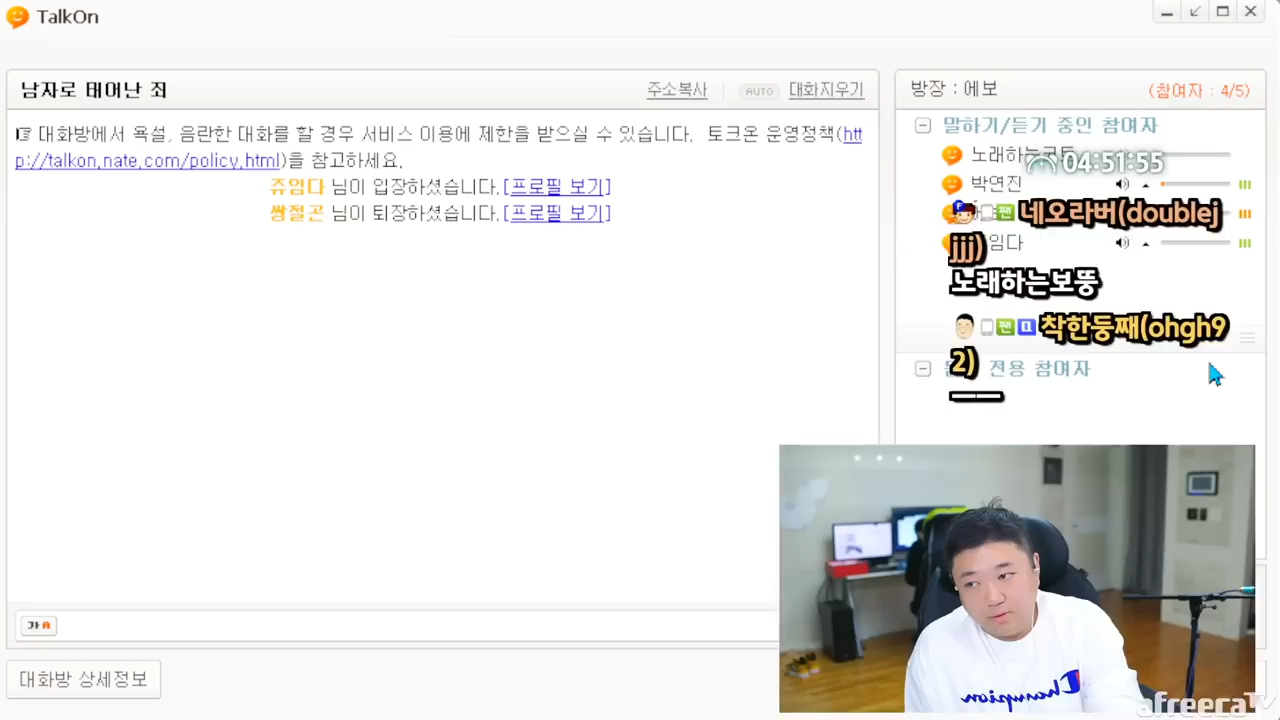 TalkOn
남자로 태어난 죄
주소복사
AUTO
대화지우기
☞ 대화방에서 욕설, 음란한 대화를 할 경우 서비스 이용에 제한을 받으실 수 있습니다. 토크온 운영정책(htt
p://talkon.nate.com/policy.html)을 참고하세요.
쥬임다 님이 입장하셨습니다.[프로필 보기]
쌍절곤 님이 퇴장하셨습니다.[프로필 보기]
가
대화방 상세정보
방장 : 에보
(참여자 : 4/5)
말하기/듣기 중인 참여자
노래하는
04:51:55
박연진
팬 네오라버(doublej
jjj)
임다
노래하는보뚱
팬 착한둥째(ohgh9
2)
전용 참여자
ㅡㅡ
Champion
afreecaTV